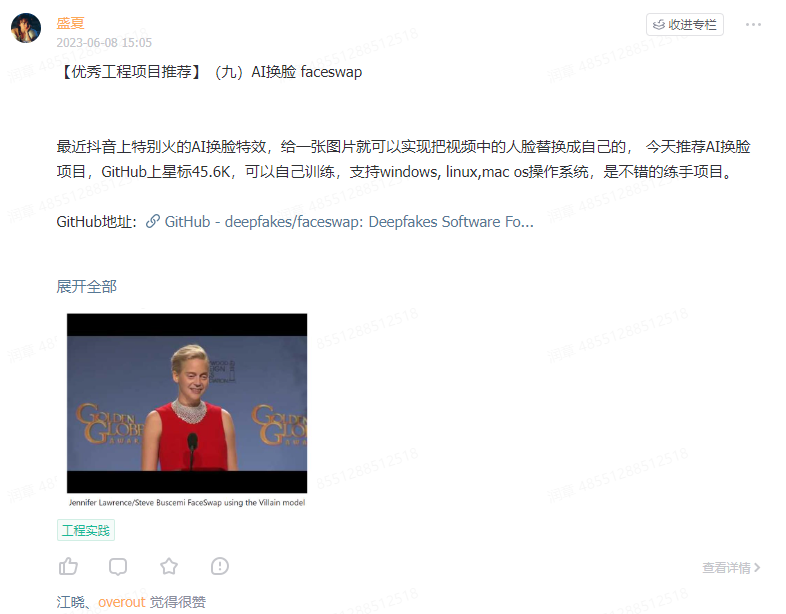 盛夏
2023-06-08 15:05
收进专栏
【优秀工程项目推荐】（九）AI换脸 faceswap
最近抖音上特别火的AI换脸特效，给一张图片就可以实现把视频中的人脸替换成自己的， 今天推荐AI换脸
项目，GitHub上星标45.6K，可以自己训练，支持windows, linux,mac os操作系统，是不错的练手项目。
GitHub地址： GitHub - deepfakes/faceswap: Deepfakes Software Fo...
展开全部
GOLDEN
GLOBE
AWARDS
Jennifer Lawrence/Steve Buscemi FaceSwap using the Villain model
工程实践
查看详情
江晓、overout 觉得很赞